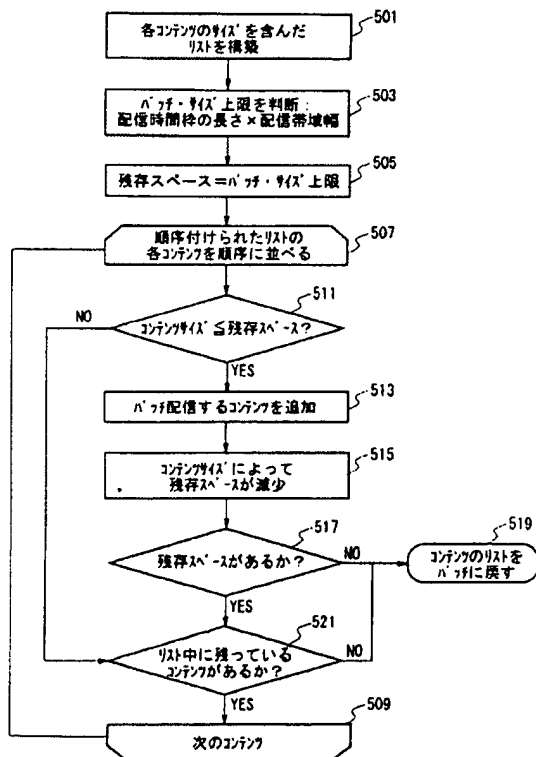 各ｺﾝﾃﾝﾂのｻｲｽﾞを含んだ
リストを構築
501
ﾊﾞｯﾁ・ｻｲｽﾞ上限を判断：
配信時間枠の長さ×配信帯域幅
503
残存スペース＝ﾊﾞｯﾁ・ｻｲｽﾞ上限
505
順序付けられたリストの
各ｺﾝﾃﾝﾂを順序に並べる
507
511
ｺﾝﾃﾝﾂｻｲｽﾞ≦残存ｽﾍﾟｰｽ？
NO
YES
ﾊﾞｯﾁ配信するｺﾝﾃﾝﾂを追加
513
ｺﾝﾃﾝﾂｻｲｽﾞによって
残存ｽﾍﾟｰｽが減少
515
517
残存ｽﾍﾟｰｽがあるか？
NO
YES
519
ｺﾝﾃﾝﾂのリストを
ﾊﾞｯﾁに戻す
521
ﾘｽﾄ中に残っている
ｺﾝﾃﾝﾂがあるか？
NO
YES
509
次のｺﾝﾃﾝﾂ